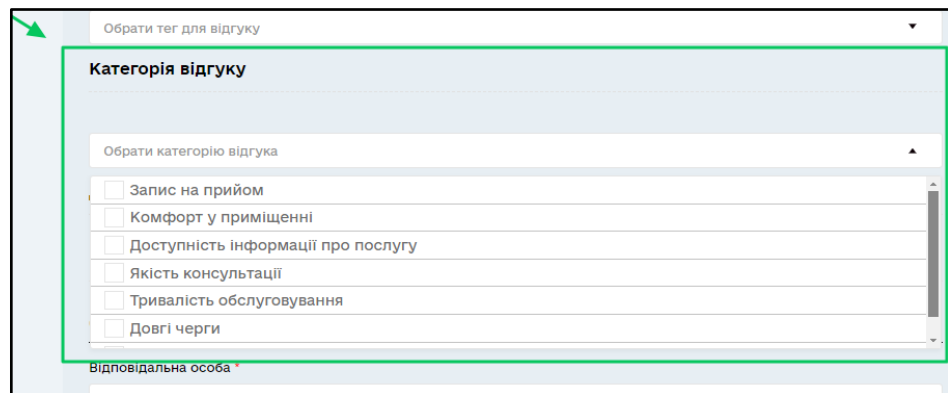 Обрати тег для відгуку
Категорія відгуку
Обрати категорію відгука
Запис на прийом
Комфорт у приміщенні
Доступність інформації про послугу
Якість консультації
Тривалість обслуговування
Довгі черги
Відповідальна особа *